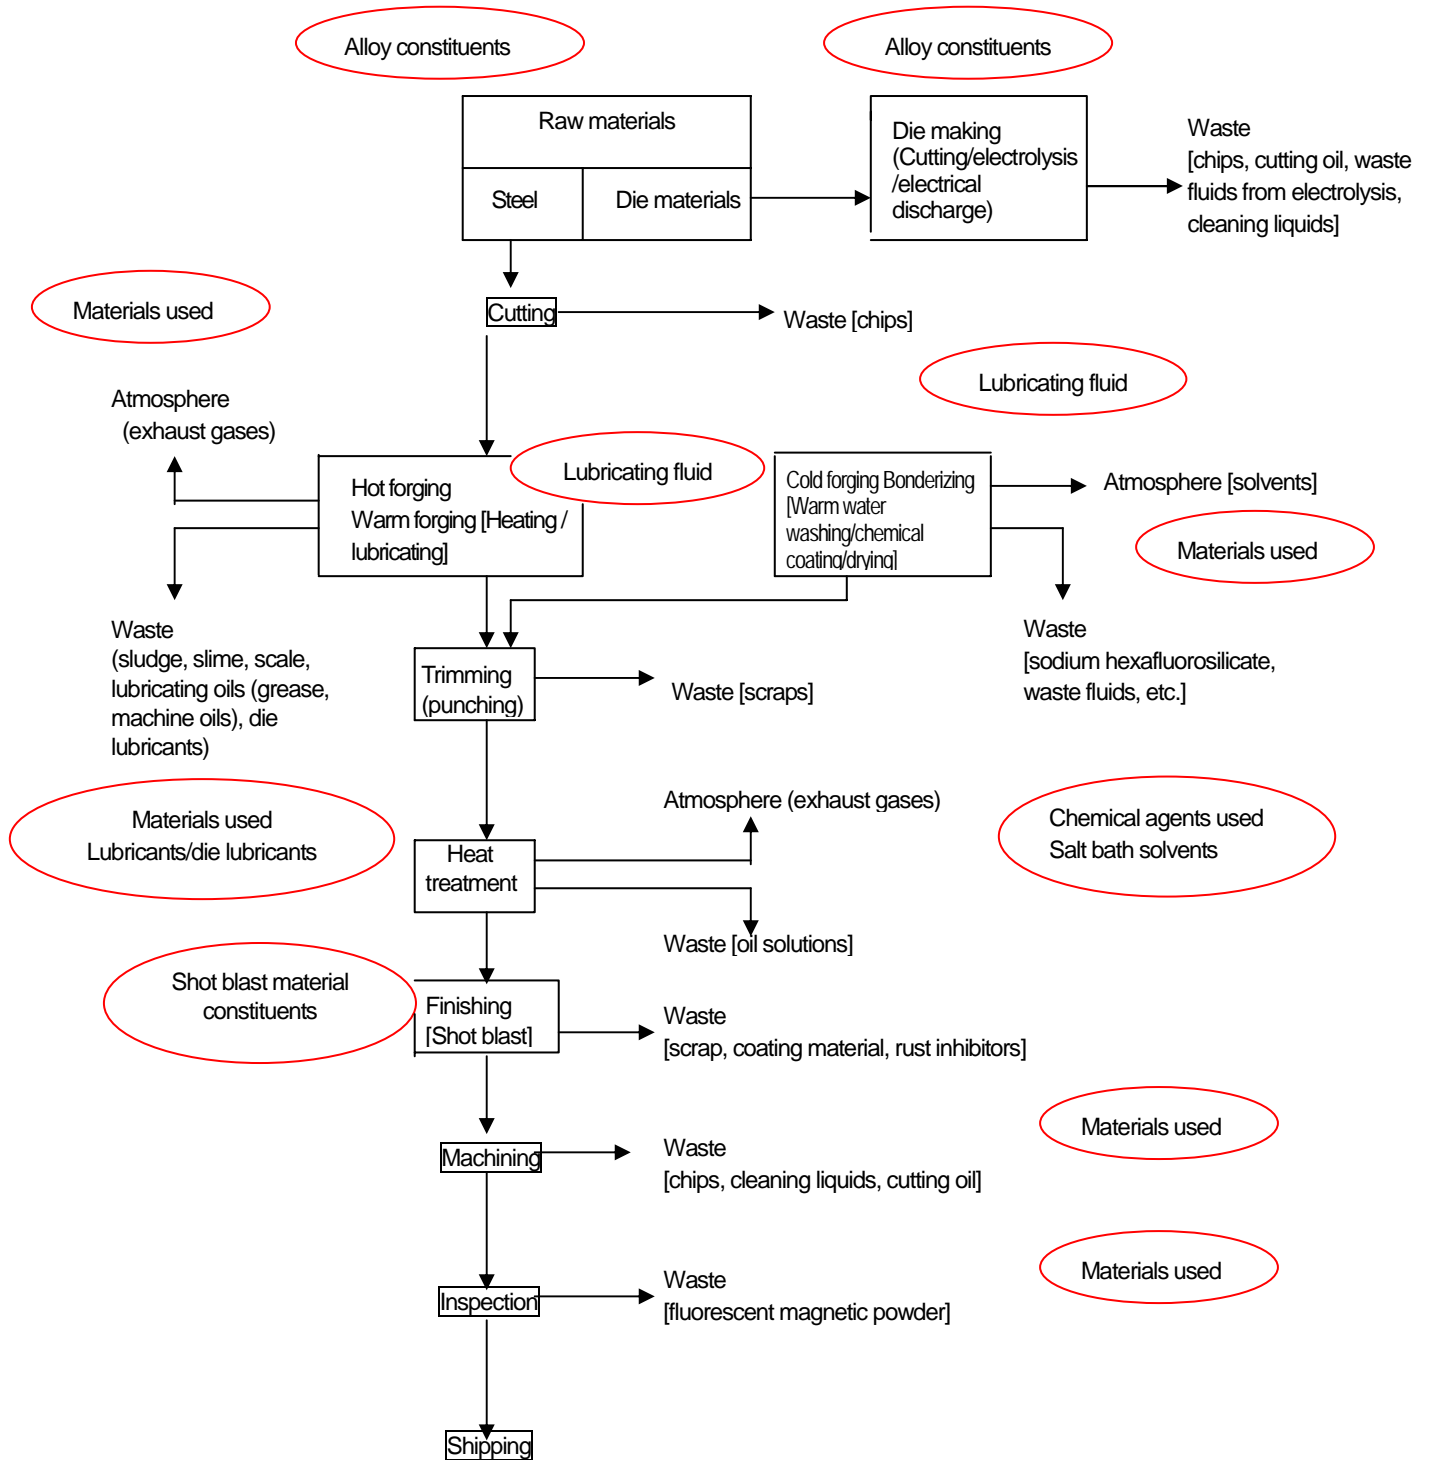 Alloy constituents
Alloy constituents
Raw materials
Steel
Die materials
Die making
(Cutting/electrolysis
/electrical
discharge)
Waste
[chips, cutting oil, waste
fluids from electrolysis,
cleaning liquids]
Materials used
Cutting
Waste [chips]
Lubricating fluid
Atmosphere
(exhaust gases)
Hot forging
Warm forging [Heating /
lubricating]
Lubricating fluid
Cold forging Bonderizing
[Warm water
washing/chemical
coating/drying]
Atmosphere [solvents]
Materials used
Waste
(sludge, slime, scale,
lubricating oils (grease,
machine oils), die
lubricants)
Trimming
(punching)
Waste [scraps]
Waste
[sodium hexafluorosilicate,
waste fluids, etc.]
Materials used
Lubricants/die lubricants
Heat
treatment
Atmosphere (exhaust gases)
Waste [oil solutions]
Chemical agents used
Salt bath solvents
Shot blast material
constituents
Finishing
[Shot blast]
Waste
[scrap, coating material, rust inhibitors]
Machining
Waste
[chips, cleaning liquids, cutting oil]
Materials used
Inspection
Waste
[fluorescent magnetic powder]
Materials used
Shipping